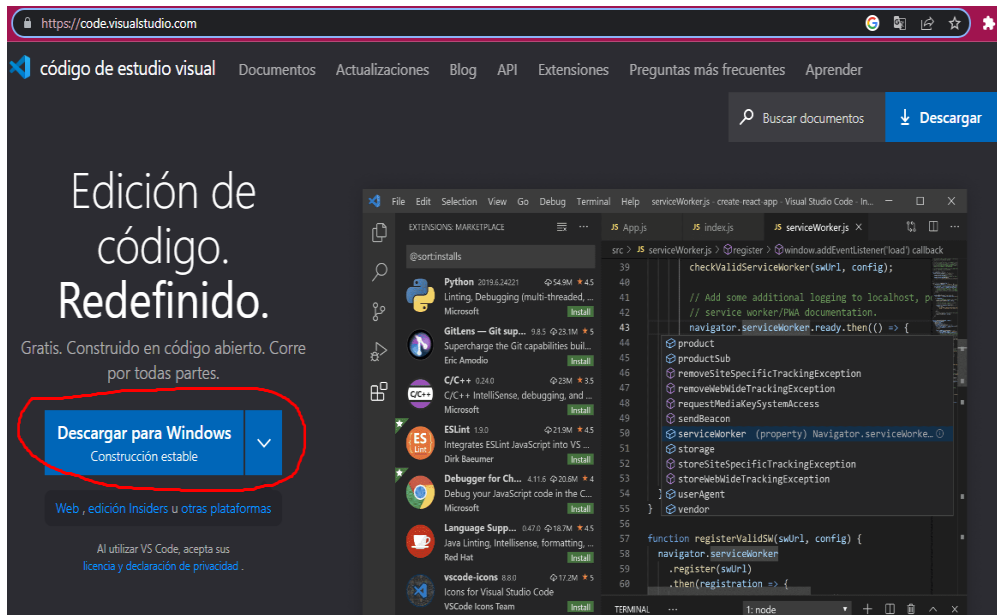 https://code.visualstudio.com
código de estudio visual Documentos Actualizaciones Blog API Extensiones Preguntas más frecuentes Aprender
Buscar documentos Descargar
Edición de
código.
Redefinido.
Gratis. Construido en código abierto. Corre
por todas partes.
Descargar para Windows
Construcción estable
Web , edición Insiders u otras plataformas
Al utilizar VS Code, acepta sus
licencia y declaración de privacidad .
File Edit Selection View Go Debug Terminal Help serviceWorker.js - create-react-app - Visual Studio Code - In...
EXTENSIONS: MARKETPLACE
@sort:installs
Python 2019.6.24221 54.9M 4.5
Linting, Debugging (multi-threaded, ...
Microsoft Install
GitLens — Git sup... 9.8.5 23.1M 5
Supercharge the Git capabilities buil...
Eric Amodio Install
C/C++ 0.24.0 23M 3.5
C/C++ IntelliSense, debugging, and ...
Microsoft Install
ESLint 1.9.0 21.9M 4.5
Integrates ESLint JavaScript into VS ...
Dirk Baeumer Install
Debugger for Ch... 4.11.6 20.6M 4
Debug your JavaScript code in the C...
Microsoft Install
Language Supp... 0.47.0 18.7M 4.5
Java Linting, Intellisense, formatting, ...
Red Hat Install
vscode-icons 8.8.0 17.2M 5
Icons for Visual Studio Code
VSCode Icons Team Install
JS App.js JS index.js JS serviceWorker.js
src > JS serviceWorker.js > register > window.addEventListener('load') callback
39 checkValidServiceWorker(swUrl, config);
40
41 // Add some additional logging to localhost, po
42 // service worker/PWA documentation.
43 navigator.serviceWorker.ready.then(() => {
44 product
45 productSub
46 removeSiteSpecificTrackingException
47 removeWebWideTrackingException
48 requestMediaKeySystemAccess
49 sendBeacon
50 serviceWorker (property) Navigator.serviceWorke...
51 storage
52 storeSiteSpecificTrackingException
53 storeWebWideTrackingException
54 } userAgent
55 } vendor
56
57 function registerValidSW(swUrl, config) {
58 navigator.serviceWorker
59 .register(swUrl)
60 .then(registration => {
TERMINAL ... 1: node